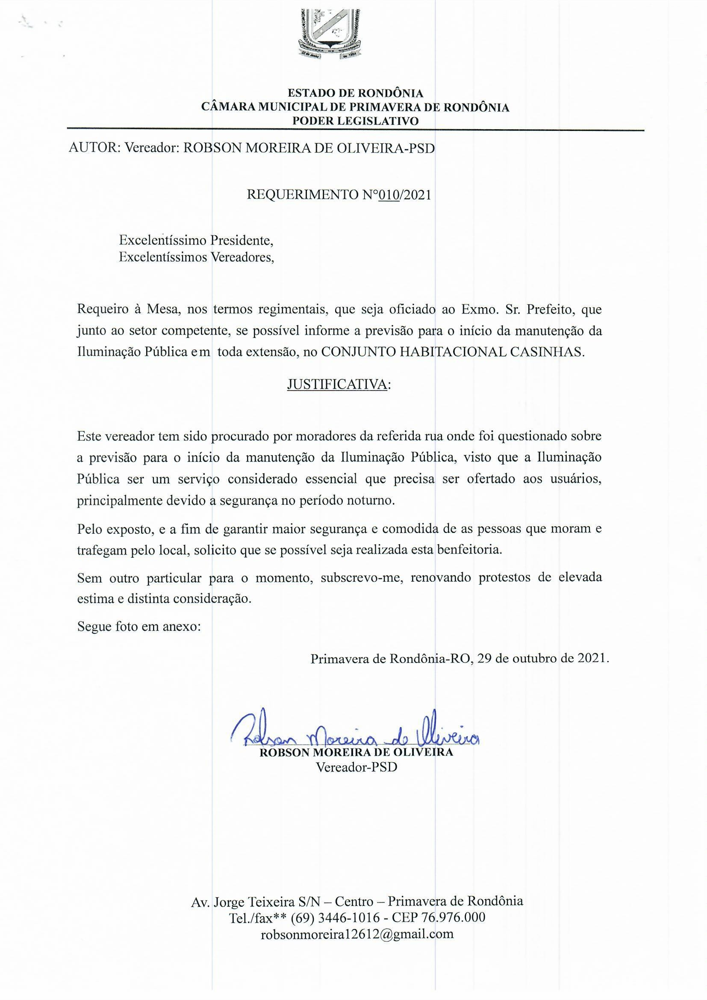 PRIMAVERA DE RONDÔNIA
22 de Junho de 1994
ESTADO DE RONDÔNIA
CÂMARA MUNICIPAL DE PRIMAVERA DE RONDÔNIA
PODER LEGISLATIVO
AUTOR: Vereador: ROBSON MOREIRA DE OLIVEIRA-PSD
REQUERIMENTO N°010/2021
Excelentíssimo Presidente,
Excelentíssimos Vereadores,
Requeiro à Mesa, nos termos regimentais, que seja oficiado ao Exmo. Sr. Prefeito, que
junto ao setor competente, se possível informe a previsão para o início da manutenção da
Iluminação Pública em toda extensão, no CONJUNTO HABITACIONAL CASINHAS.
JUSTIFICATIVA:
Este vereador tem sido procurado por moradores da referida rua onde foi questionado sobre
a previsão para o início da manutenção da Iluminação Pública, visto que a Iluminação
Pública ser um serviço considerado essencial que precisa ser ofertado aos usuários,
principalmente devido a segurança no período noturno.
Pelo exposto, e a fim de garantir maior segurança e comodida de as pessoas que moram e
trafegam pelo local, solicito que se possível seja realizada esta benfeitoria.
Sem outro particular para o momento, subscrevo-me, renovando protestos de elevada
estima e distinta consideração.
Segue foto em anexo:
Primavera de Rondônia-RO, 29 de outubro de 2021.
Robson Moreira de Oliveira
ROBSON MOREIRA DE OLIVEIRA
Vereador-PSD
Av. Jorge Teixeira S/N – Centro – Primavera de Rondônia
Tel./fax** (69) 3446-1016 - CEP 76.976.000
robsonmoreira12612@gmail.com